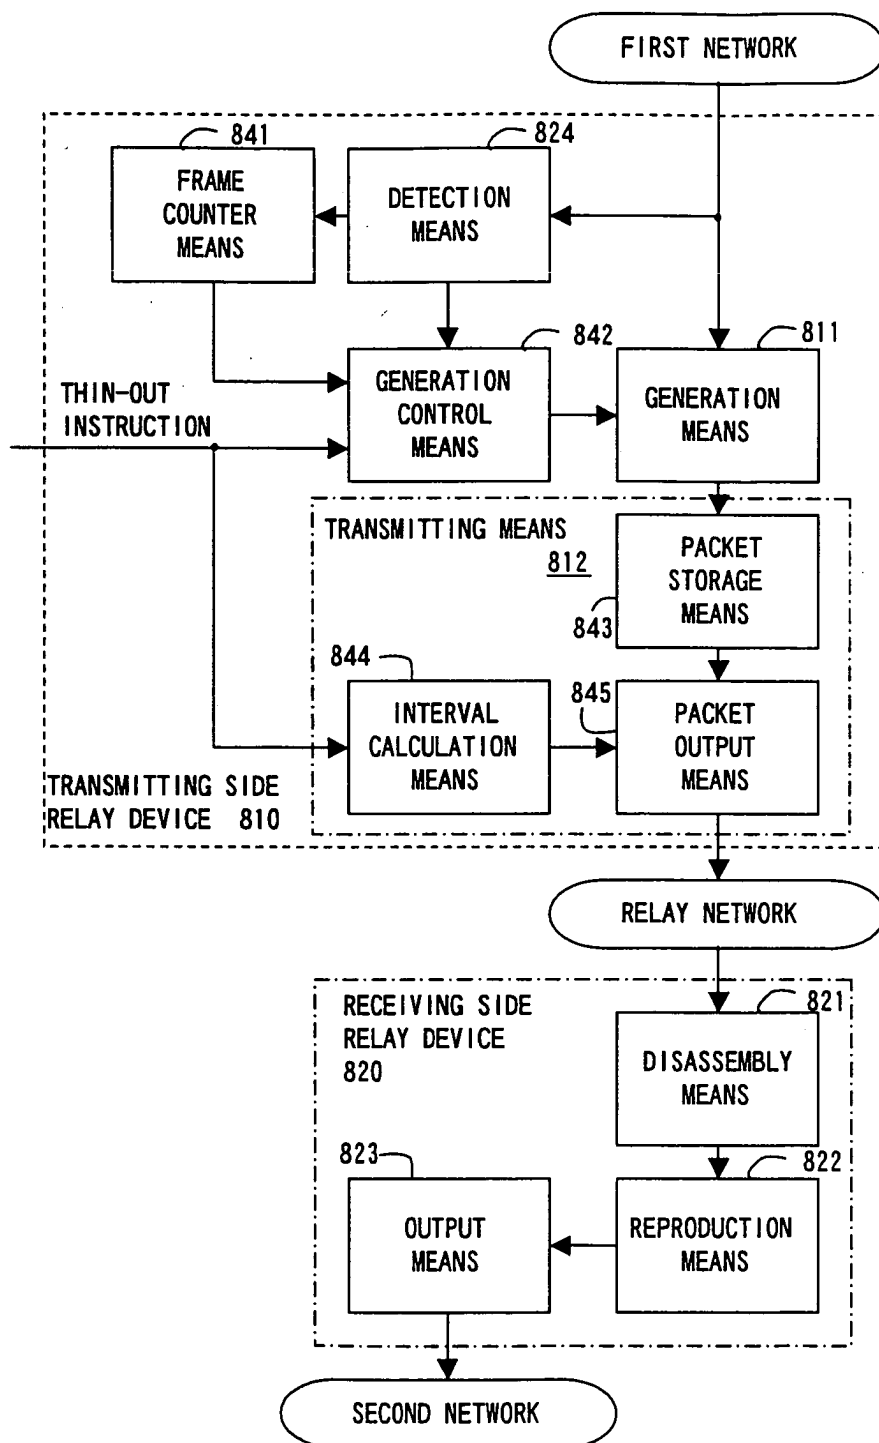 FIRST NETWORK
841
824
FRAME
COUNTER
MEANS
DETECTION
MEANS
842
811
THIN-OUT
INSTRUCTION
GENERATION
CONTROL
MEANS
GENERATION
MEANS
TRANSMITTING MEANS
812
PACKET
STORAGE
MEANS
843
844
845
INTERVAL
CALCULATION
MEANS
PACKET
OUTPUT
MEANS
TRANSMITTING SIDE
RELAY DEVICE 810
RELAY NETWORK
RECEIVING SIDE
RELAY DEVICE
820
821
DISASSEMBLY
MEANS
823
822
OUTPUT
MEANS
REPRODUCTION
MEANS
SECOND NETWORK